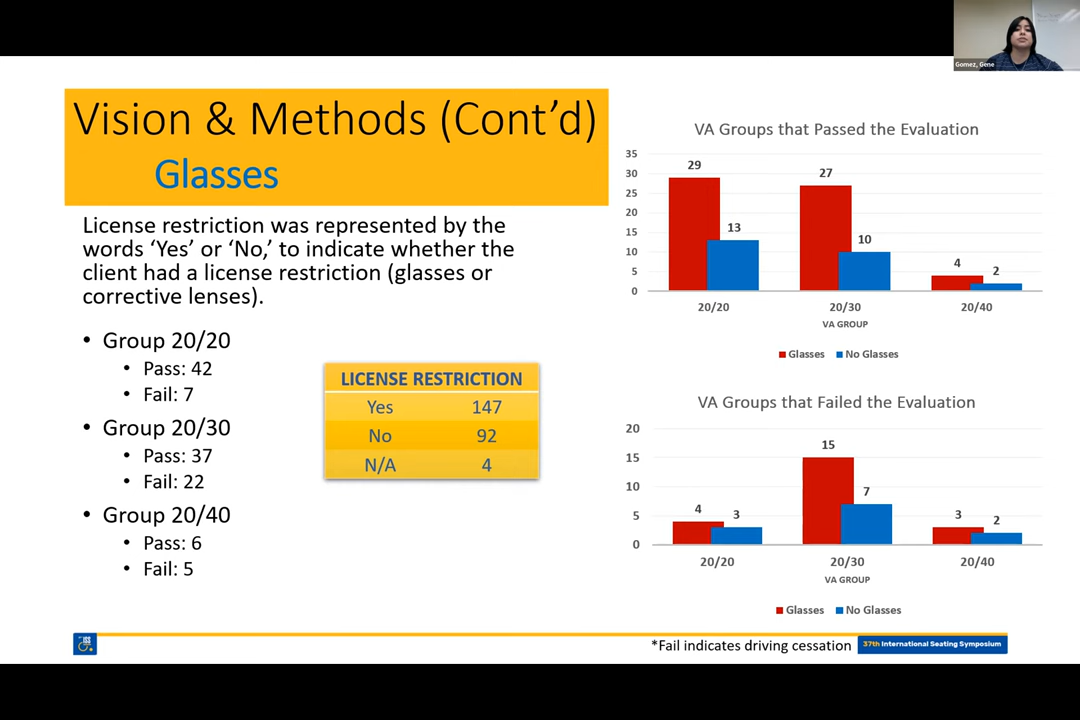 Gomez, Gene
Vision & Methods (Cont’d)
Glasses
License restriction was represented by the
words ‘Yes’ or ‘No,’ to indicate whether the
client had a license restriction (glasses or
corrective lenses).
• Group 20/20
• Pass: 42
• Fail: 7
• Group 20/30
• Pass: 37
• Fail: 22
• Group 20/40
• Pass: 6
• Fail: 5
LICENSE RESTRICTION
Yes 147
No 92
N/A 4
VA Groups that Passed the Evaluation
35
30
25
20
15
10
5
0
29 13 27 10 4 2
20/20 20/30 20/40
VA GROUP
Glasses No Glasses
VA Groups that Failed the Evaluation
20
15
10
5
0
4 3 15 7 3 2
20/20 20/30 20/40
VA GROUP
Glasses No Glasses
*Fail indicates driving cessation
37th International Seating Symposium